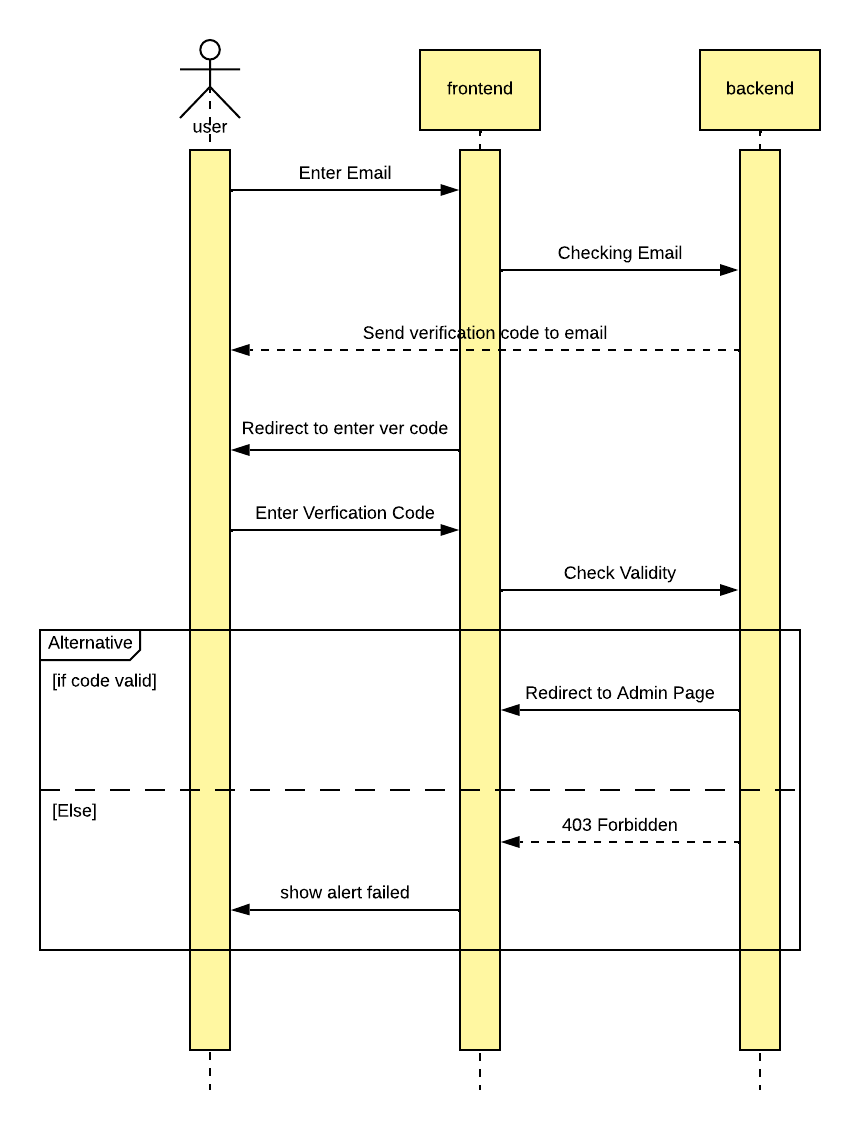 user
frontend
backend
Enter Email
Checking Email
Send verification code to email
Redirect to enter ver code
Enter Verfication Code
Check Validity
Alternative
[if code valid]
Redirect to Admin Page
[Else]
403 Forbidden
show alert failed